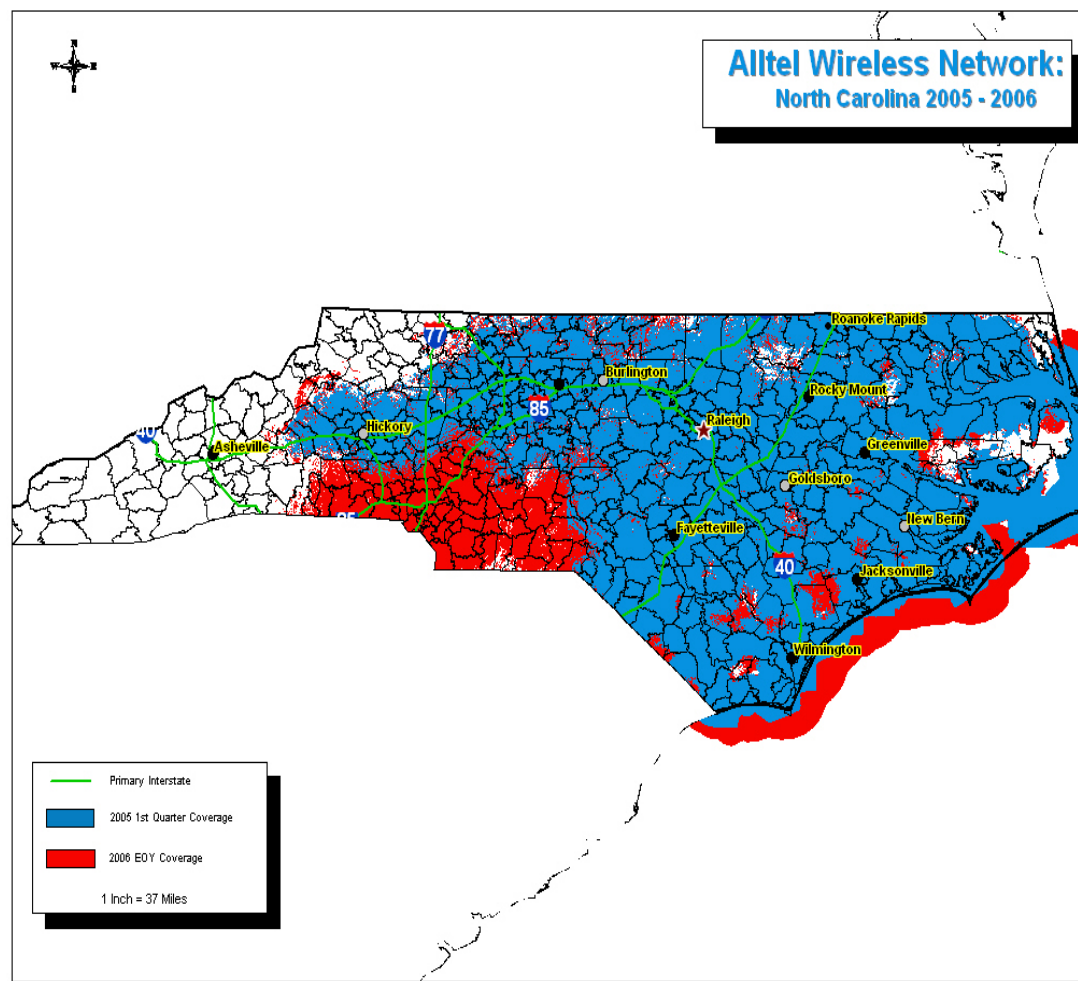 Alltel Wireless Network:
North Carolina 2005 - 2006
N
W E
S
Roanoke Rapids
77
Burlington
Rocky Mount
85
Raleigh
Hickory
40
Asheville
Greenville
Goldsboro
85
New Bern
Fayetteville
40
Jacksonville
Wilmington
Primary Interstate
2005 1st Quarter Coverage
2006 EOY Coverage
1 Inch = 37 Miles